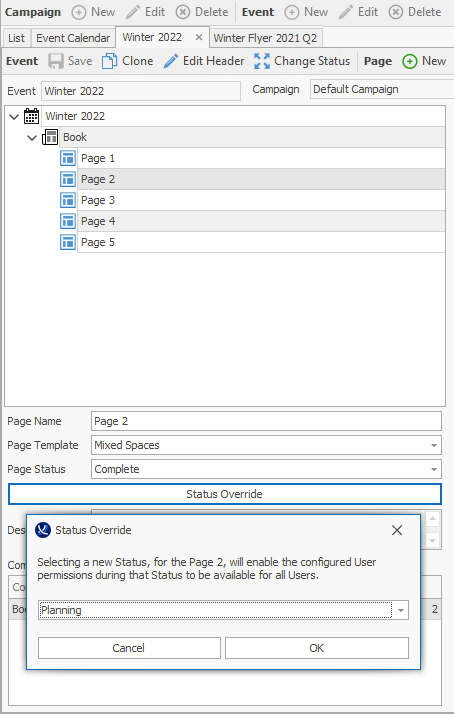 Campaign New Edit Delete Event New Edit Delete
List Event Calendar Winter 2022 Winter Flyer 2021 Q2
Event Save Clone Edit Header Change Status Page New
Event Winter 2022 Campaign Default Campaign
Winter 2022
Book
Page 1
Page 2
Page 3
Page 4
Page 5
Page Name Page 2
Page Template Mixed Spaces
Page Status Complete
Status Override
Des
Status Override
Selecting a new Status, for the Page 2, will enable the configured User
permissions during that Status to be available for all Users.
Com
Co
Planning
Boo 2
Cancel OK